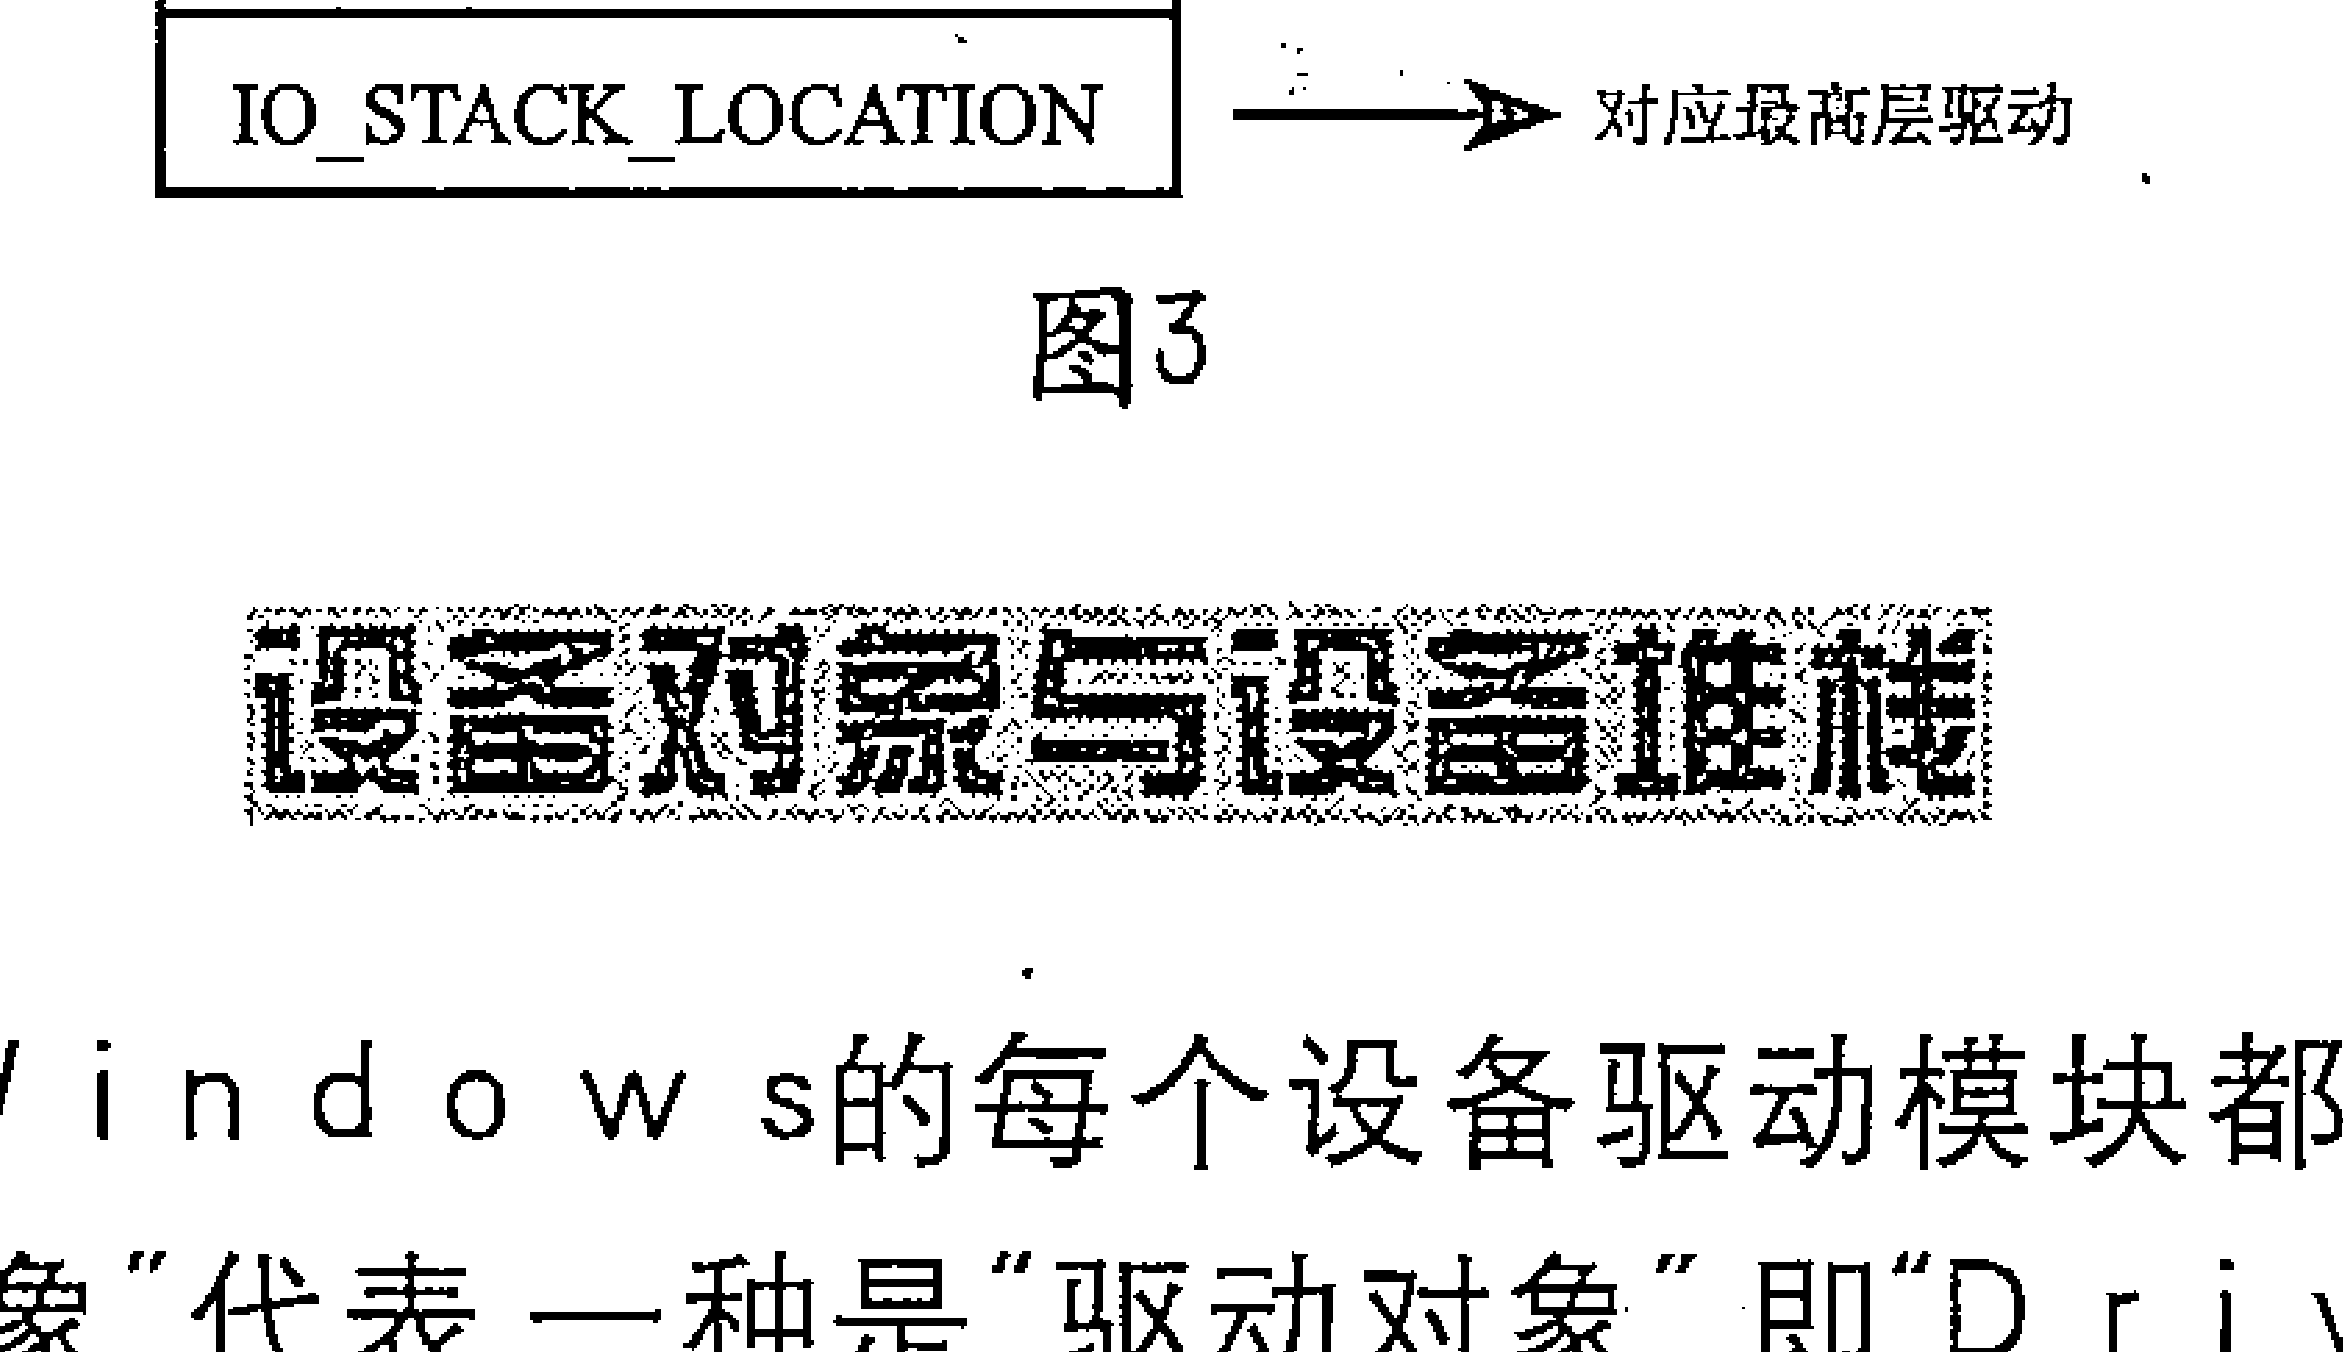 IO_STACK_LOCATION 对应最高层驱动
图3
设备对象与设备堆栈
indows的每个设备驱动模块都
象"代表一种是"驱动对象"即"Dri